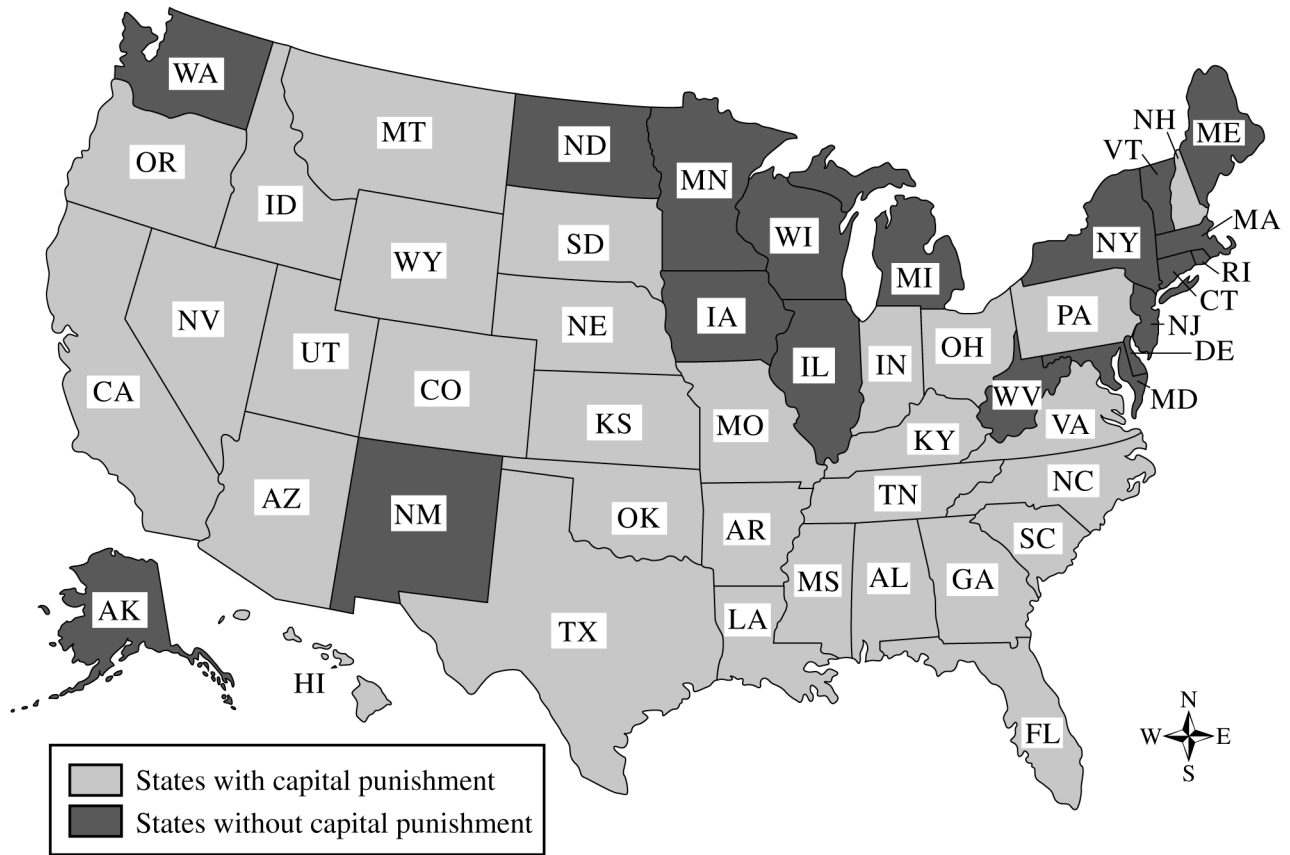 WA
MT
ND
MN
OR
ID
WY
SD
WI
MI
NH
VT
ME
NY
MA
RI
CT
NJ
DE
MD
NV
UT
CO
NE
IA
IL
IN
OH
PA
WV
VA
CA
KS
MO
KY
AZ
NM
OK
AR
TN
NC
SC
MS
AL
GA
LA
TX
AK
HI
FL
N
W E
S
States with capital punishment
States without capital punishment